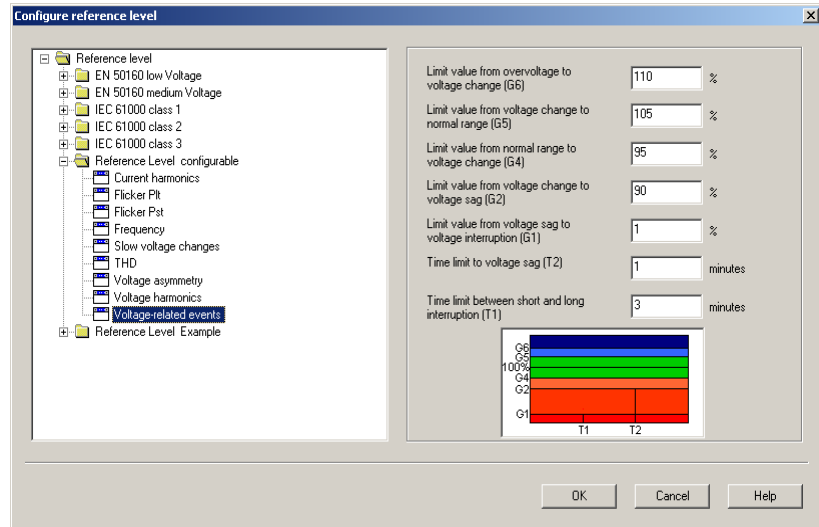 Configure reference level
Reference level
EN 50160 low Voltage
EN 50160 medium Voltage
IEC 61000 class 1
IEC 61000 class 2
IEC 61000 class 3
Reference Level configurable
Current harmonics
Flicker Plt
Flicker Pst
Frequency
Slow voltage changes
THD
Voltage asymmetry
Voltage harmonics
Voltage-related events
Reference Level Example
Limit value from overvoltage to
voltage change (G6)
110 %
Limit value from voltage change to
normal range (G5)
105 %
Limit value from normal range to
voltage change (G4)
95 %
Limit value from voltage change to
voltage sag (G2)
90 %
Limit value from voltage sag to
voltage interruption (G1)
1 %
Time limit to voltage sag (T2)
1 minutes
Time limit between short and long
interruption (T1)
3 minutes
G6
G5
100%
G4
G2
G1
T1 T2
OK Cancel Help